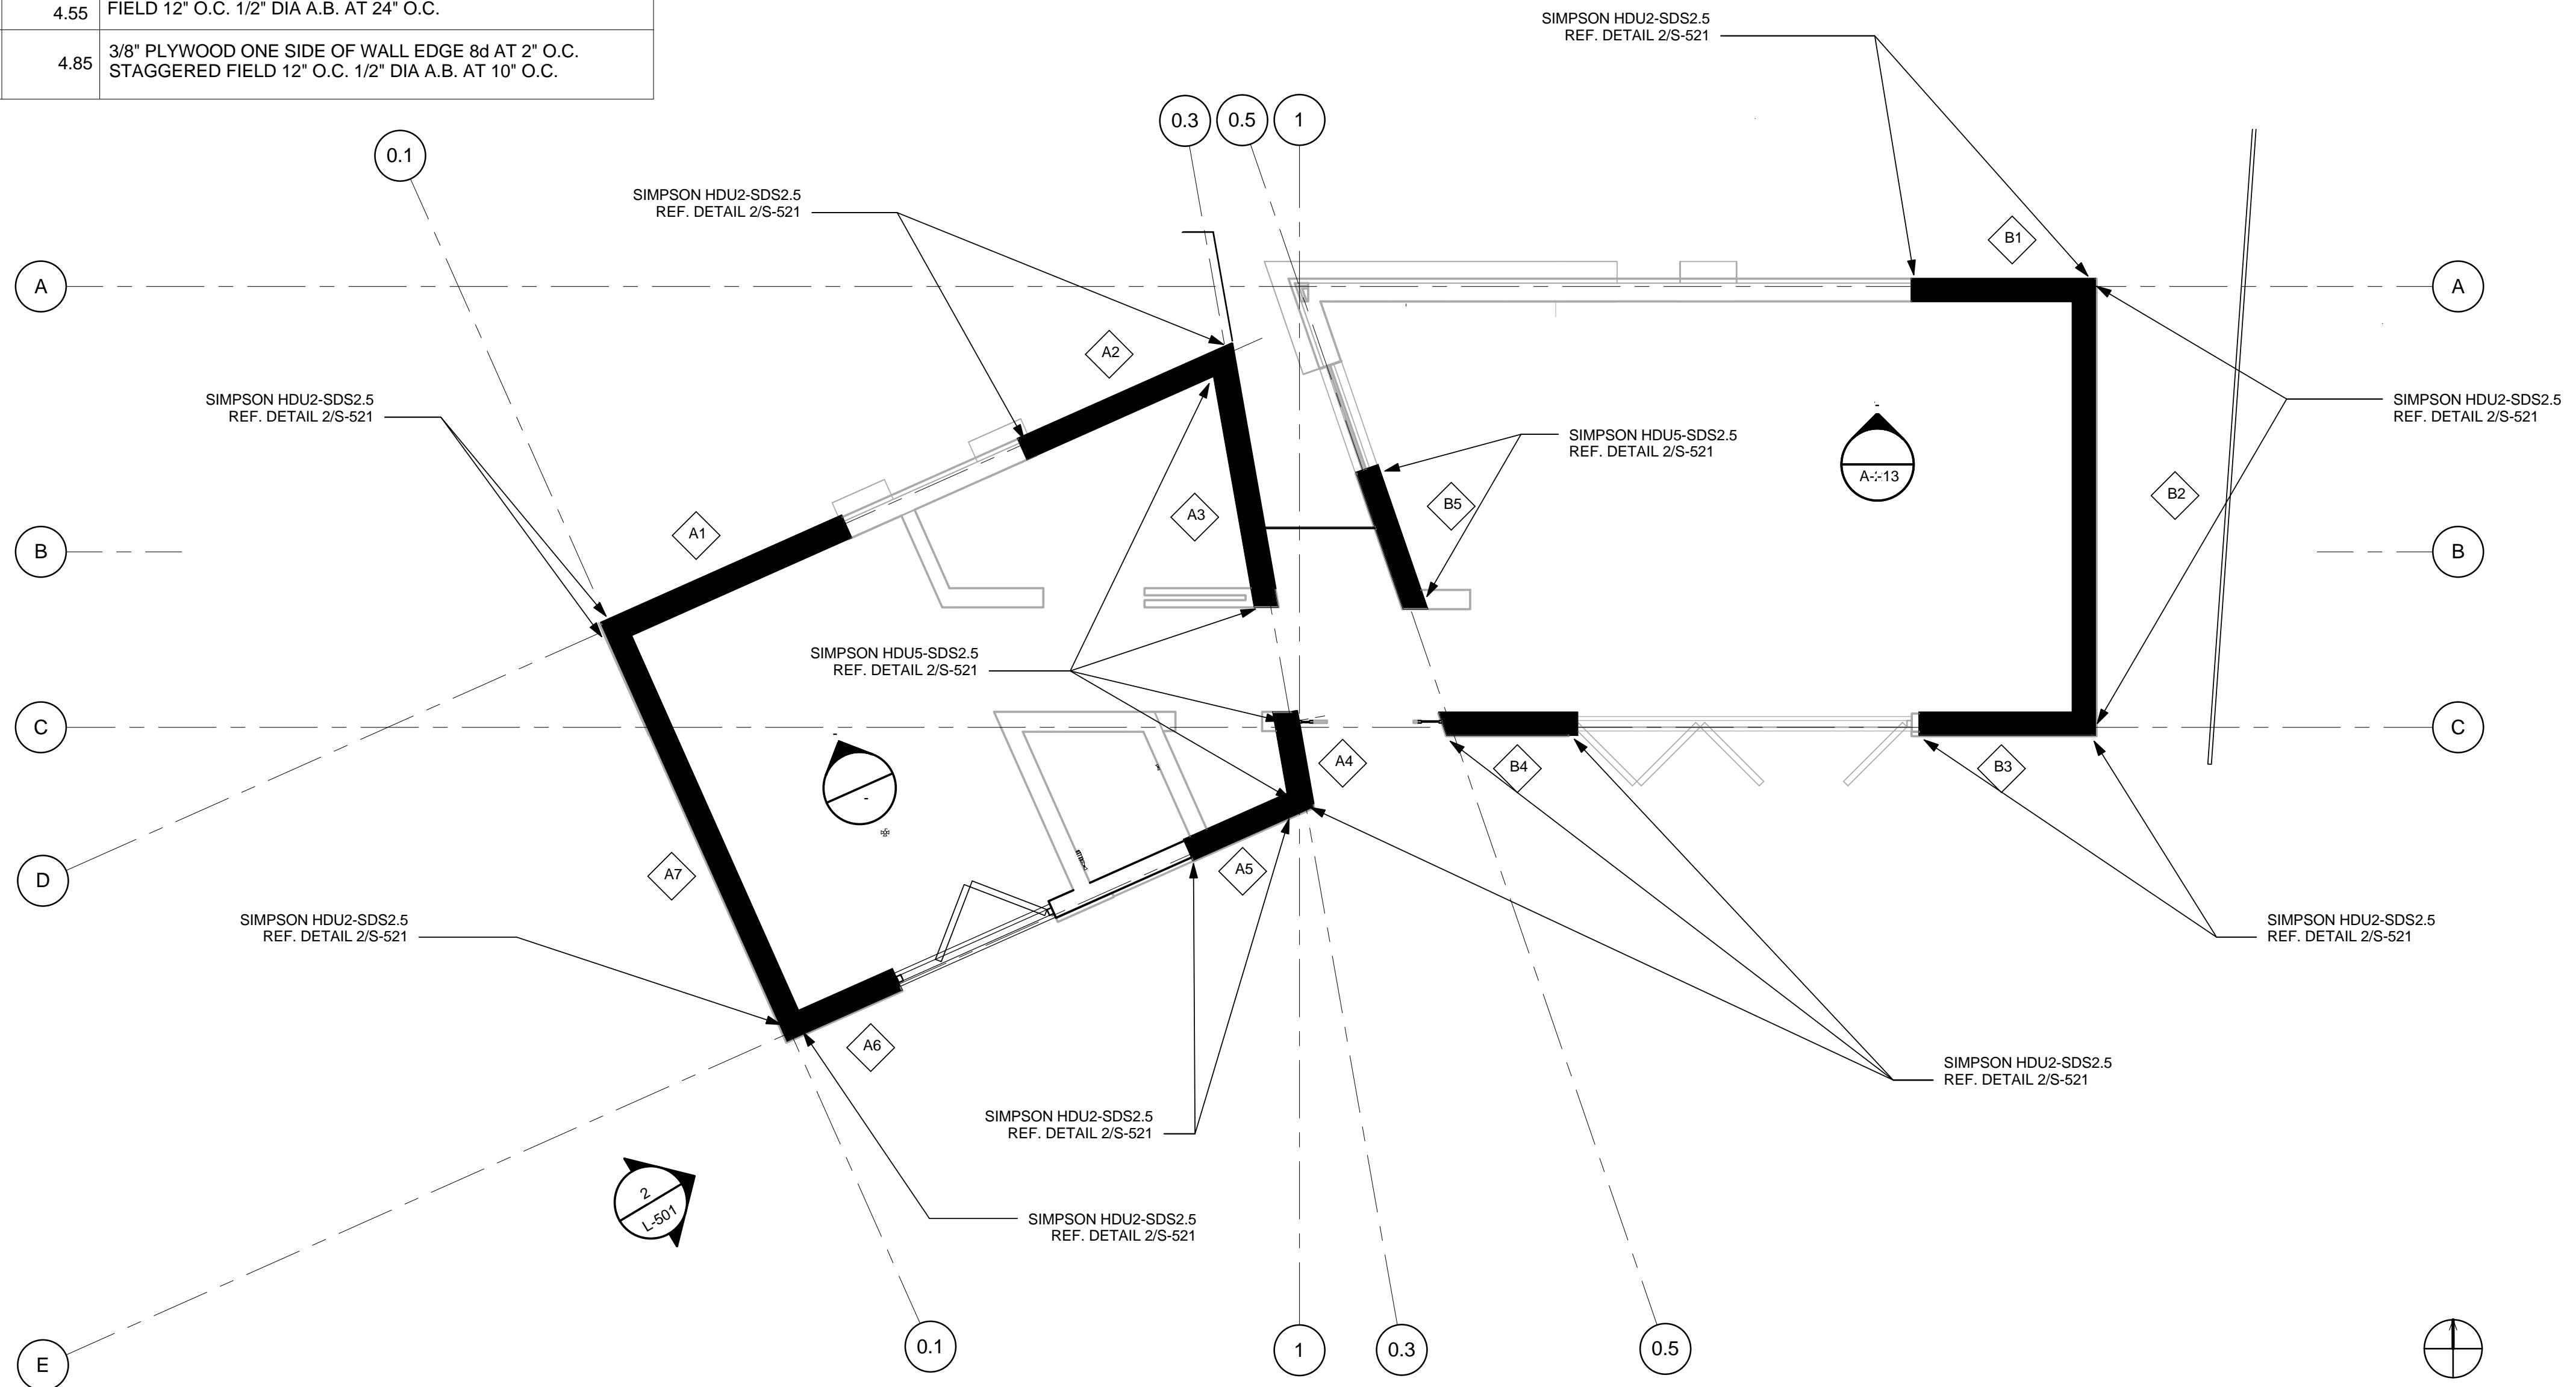 4.55
FIELD 12" O.C. 1/2" DIA A.B. AT 24" O.C.
4.85
3/8" PLYWOOD ONE SIDE OF WALL EDGE 8d AT 2" O.C.
STAGGERED FIELD 12" O.C. 1/2" DIA A.B. AT 10" O.C.
SIMPSON HDU2-SDS2.5
REF. DETAIL 2/S-521
0.1
0.3
0.5
1
SIMPSON HDU2-SDS2.5
REF. DETAIL 2/S-521
B1
A
A
A2
SIMPSON HDU2-SDS2.5
REF. DETAIL 2/S-521
SIMPSON HDU2-SDS2.5
REF. DETAIL 2/S-521
SIMPSON HDU5-SDS2.5
REF. DETAIL 2/S-521
B2
B5
A3
A1
B
B
SIMPSON HDU5-SDS2.5
REF. DETAIL 2/S-521
C
C
A4
B4
B3
D
A7
A5
SIMPSON HDU2-SDS2.5
REF. DETAIL 2/S-521
SIMPSON HDU2-SDS2.5
REF. DETAIL 2/S-521
A6
SIMPSON HDU2-SDS2.5
REF. DETAIL 2/S-521
SIMPSON HDU2-SDS2.5
REF. DETAIL 2/S-521
2
L-501
SIMPSON HDU2-SDS2.5
REF. DETAIL 2/S-521
E
0.1
1
0.3
0.5